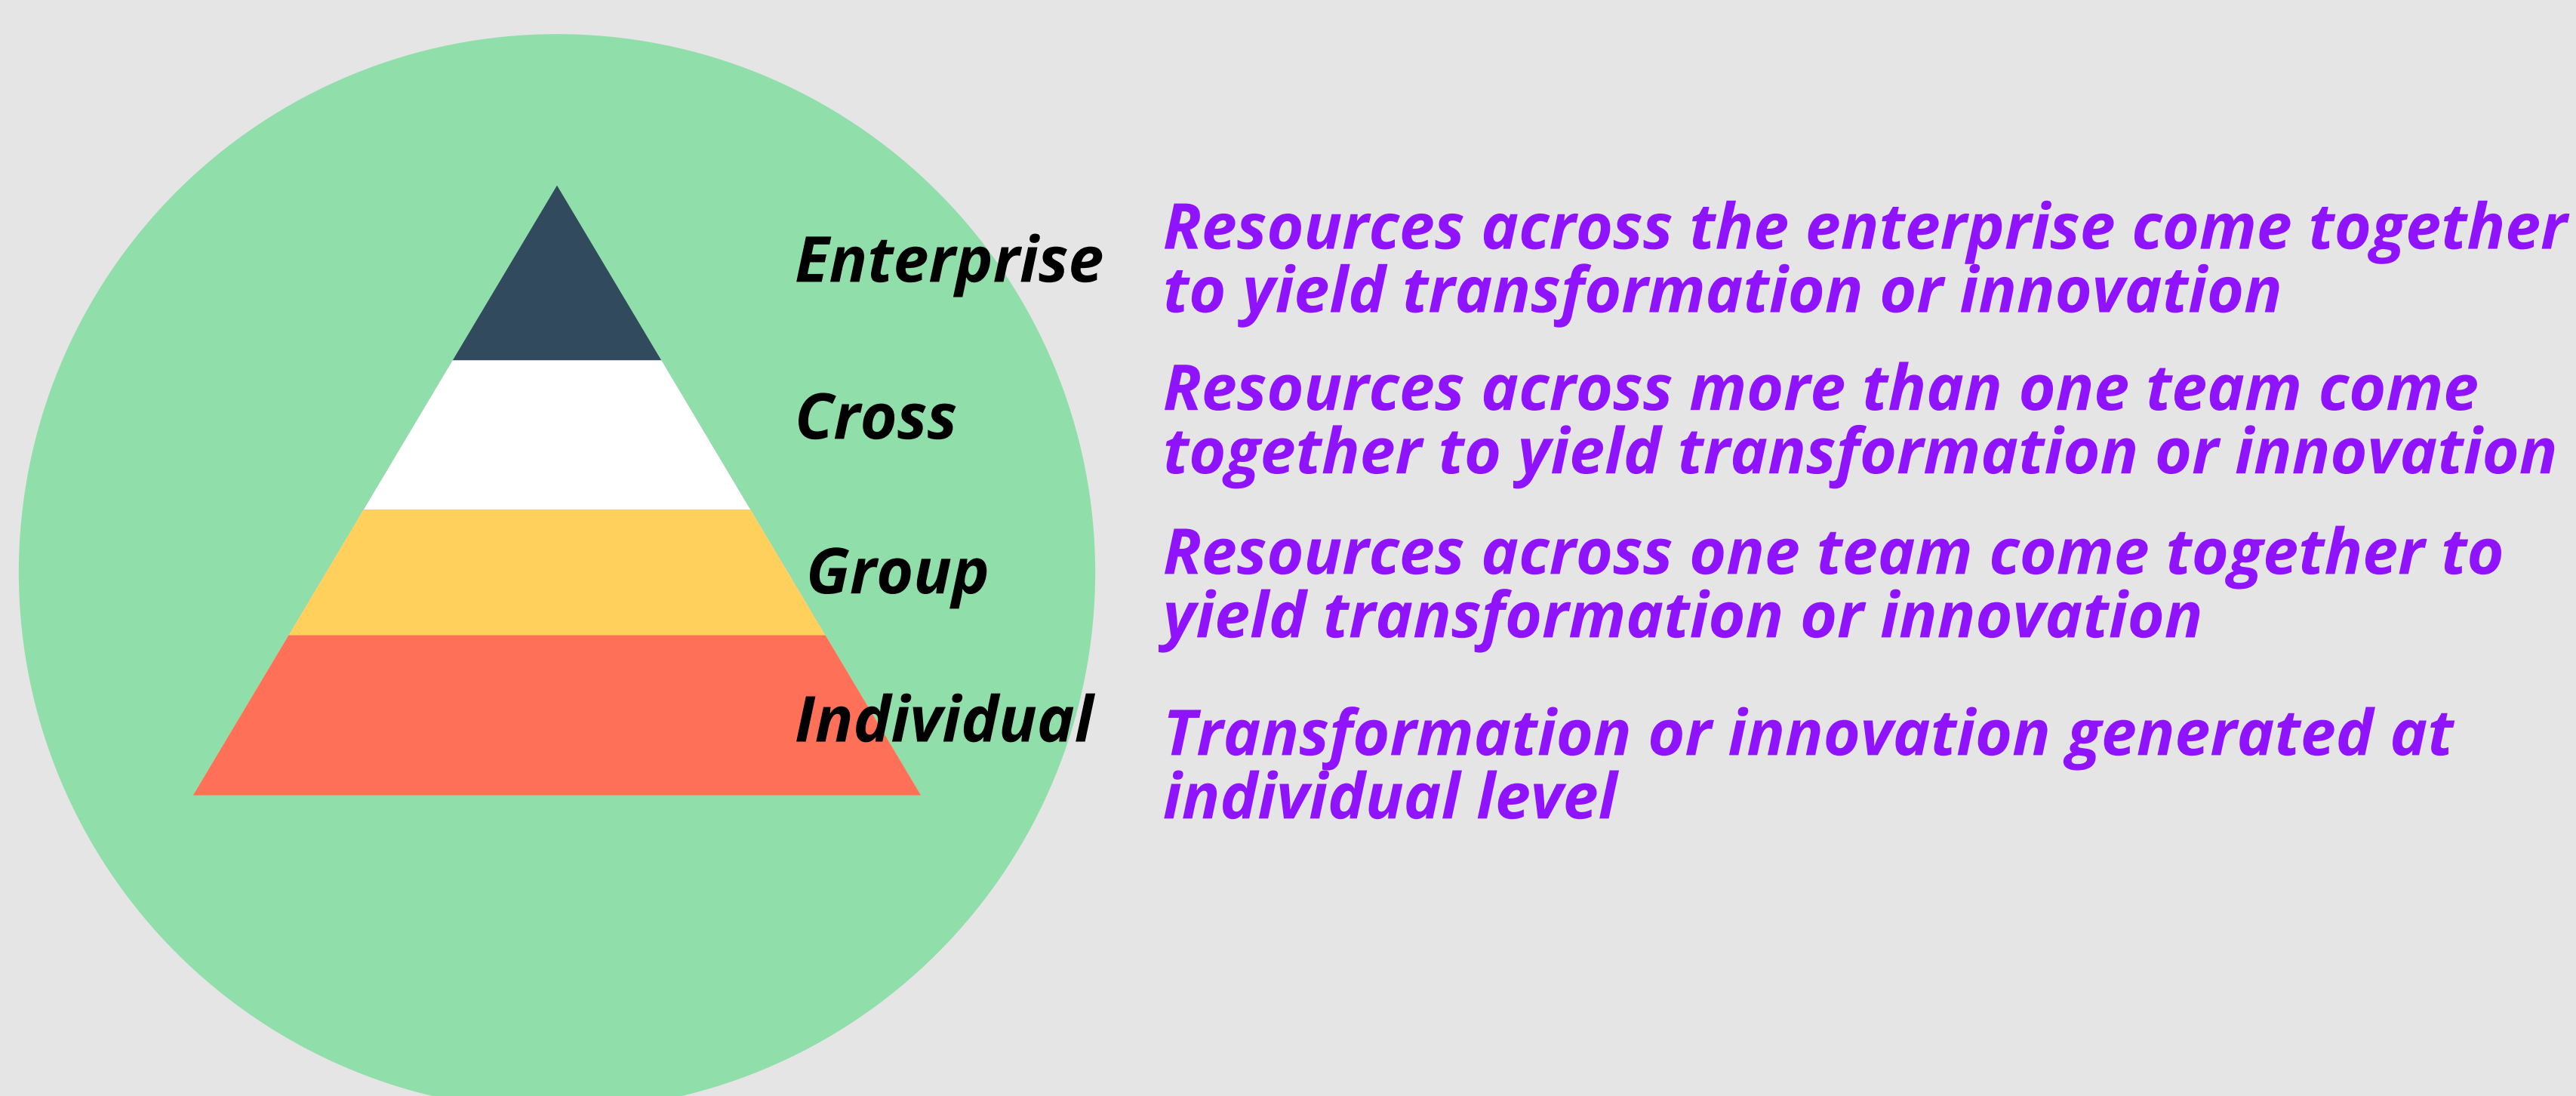 Enterprise
Resources across the enterprise come together
to yield transformation or innovation
Cross
Resources across more than one team come
together to yield transformation or innovation
Group
Resources across one team come together to
yield transformation or innovation
Individual
Transformation or innovation generated at
individual level